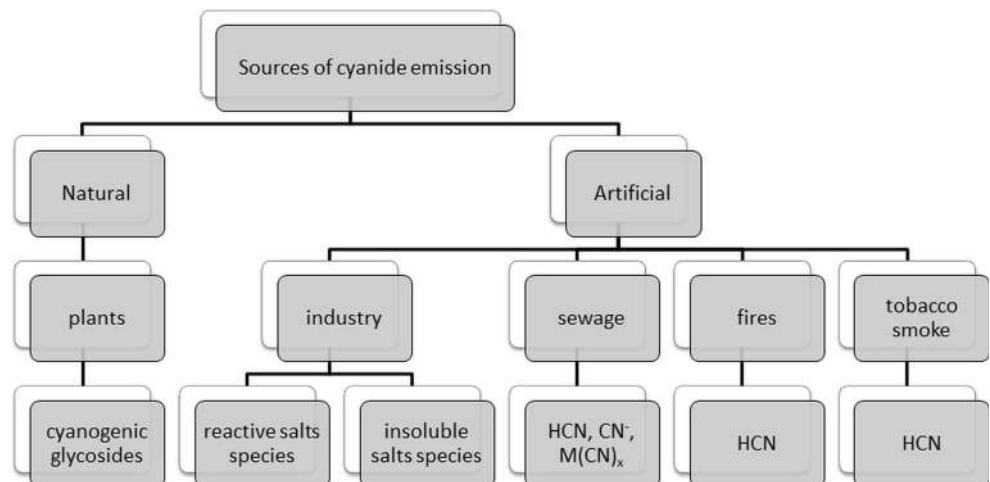 Sources of cyanide emission
Natural
Artificial
plants
industry
sewage
fires
tobacco
smoke
cyanogenic
glycosides
reactive salts
species
insoluble
salts species
HCN, CN⁻,
M(CN)ₓ
HCN
HCN